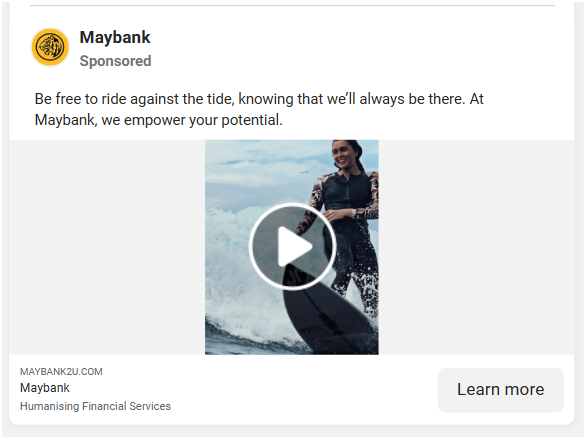 Maybank
Sponsored
Be free to ride against the tide, knowing that we’ll always be there. At
Maybank, we empower your potential.
MAYBANK2U.COM
Maybank
Humanising Financial Services
Learn more